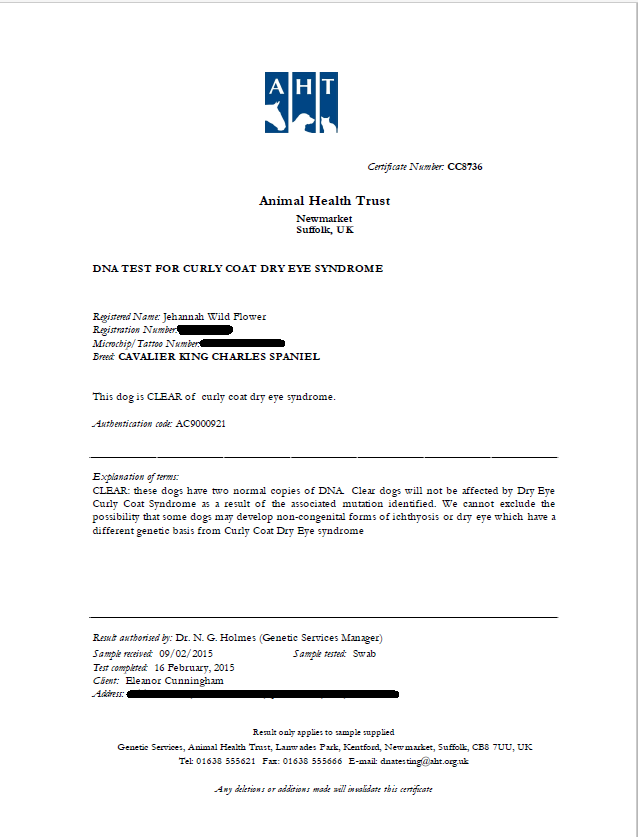 AHT
Certificate Number: CC8736
Animal Health Trust
Newmarket
Suffolk, UK
DNA TEST FOR CURLY COAT DRY EYE SYNDROME
Registered Name: Jehannah Wild Flower
Registration Number:
Microchip/Tattoo Number:
Breed: CAVALIER KING CHARLES SPANIEL
This dog is CLEAR of curly coat dry eye syndrome.
Authentication code: AC9000921
Explanation of terms:
CLEAR: these dogs have two normal copies of DNA. Clear dogs will not be affected by Dry Eye
Curly Coat Syndrome as a result of the associated mutation identified. We cannot exclude the
possibility that some dogs may develop non-congenital forms of ichthyosis or dry eye which have a
different genetic basis from Curly Coat Dry Eye syndrome
Result authorised by: Dr. N. G. Holmes (Genetic Services Manager)
Sample received: 09/02/2015 Sample tested: Swab
Test completed: 16 February, 2015
Client: Eleanor Cunningham
Address:
Result only applies to sample supplied
Genetic Services, Animal Health Trust, Lanwades Park, Kentford, Newmarket, Suffolk, CB8 7UU, UK
Tel: 01638 555621 Fax: 01638 555666 E-mail: dnatesting@aht.org.uk
Any deletions or additions made will invalidate this certificate